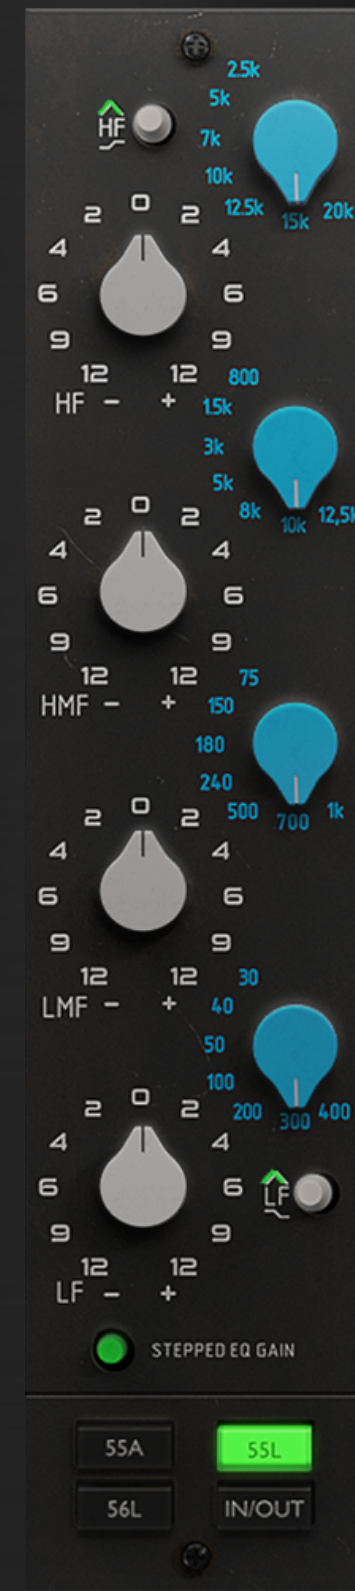 2.5k
5k
HF
7k
10k
12.5k 15k 20k
2 0 2
4 4
6 6
9 9
12 12
HF - +
800
1.5k
3k
5k
8k 10k 12,5k
2 0 2
4 4
6 6
9 9
12 12
HMF - +
75
150
180
240
500 700 1k
2 0 2
4 4
6 6
9 9
12 12
LMF - +
30
40
50
100
200 300 400
2 0 2
4 4
6 6
LF
9 9
12 12
LF - +
STEPPED EQ GAIN
55A 55L
56L IN/OUT